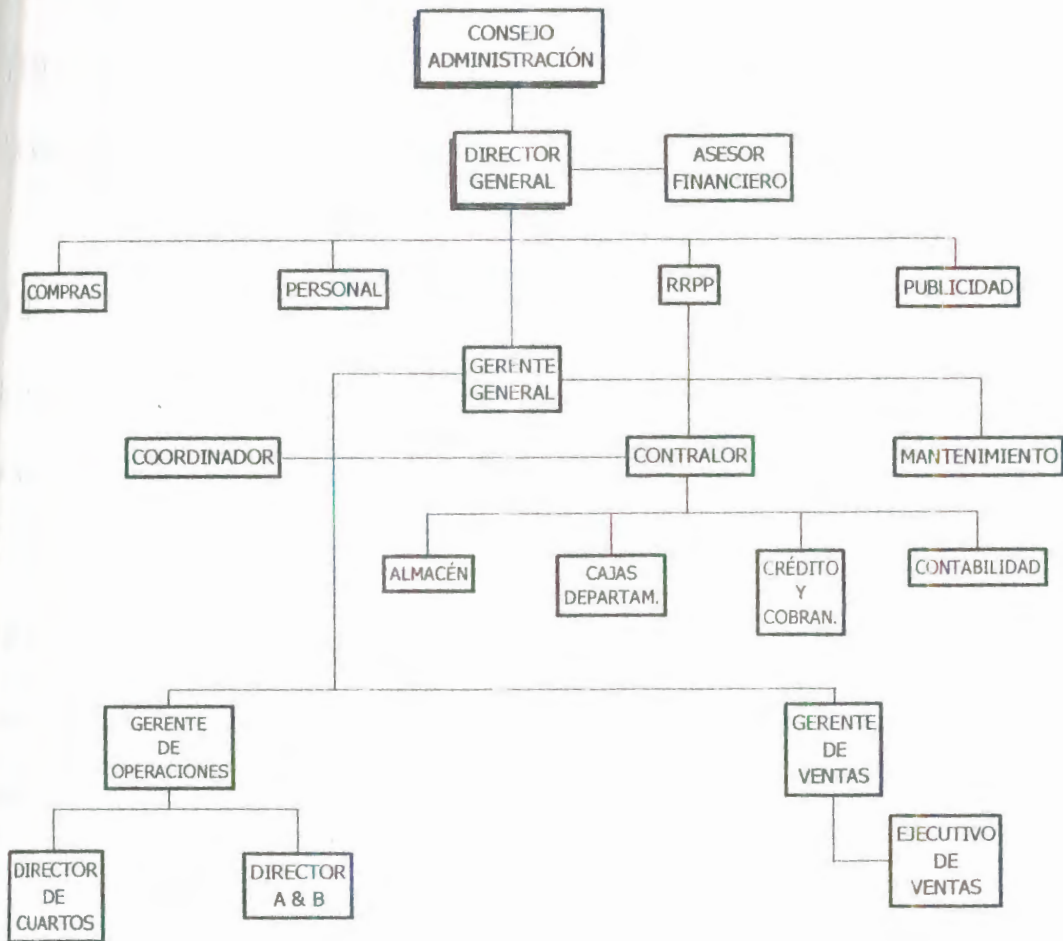 CONSEJO
ADMINISTRACIÓN
DIRECTOR
GENERAL
ASESOR
FINANCIERO
COMPRAS
PERSONAL
RRPP
PUBLICIDAD
GERENTE
GENERAL
COORDINADOR
CONTRALOR
MANTENIMIENTO
ALMACÉN
CAJAS
DEPARTAM.
CRÉDITO
Y
COBRAN.
CONTABILIDAD
GERENTE
DE
OPERACIONES
GERENTE
DE
VENTAS
DIRECTOR
DE
CUARTOS
DIRECTOR
A & B
EJECUTIVO
DE
VENTAS